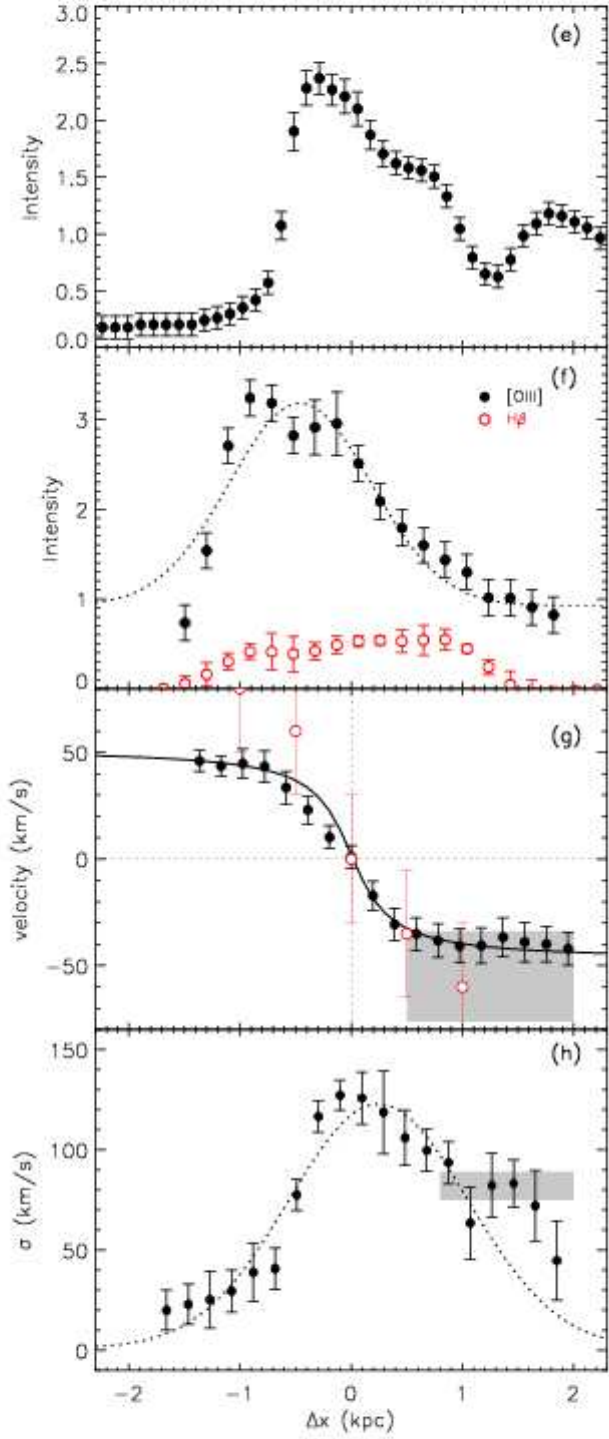 (e)
3.0
2.5
2.0
1.5
1.0
0.5
0.0
Intensity
(f)
[OIII]
Hβ
3
2
1
0
Intensity
(g)
50
0
−50
velocity (km/s)
(h)
150
100
50
0
σ (km/s)
−2 −1 0 1 2
Δx (kpc)